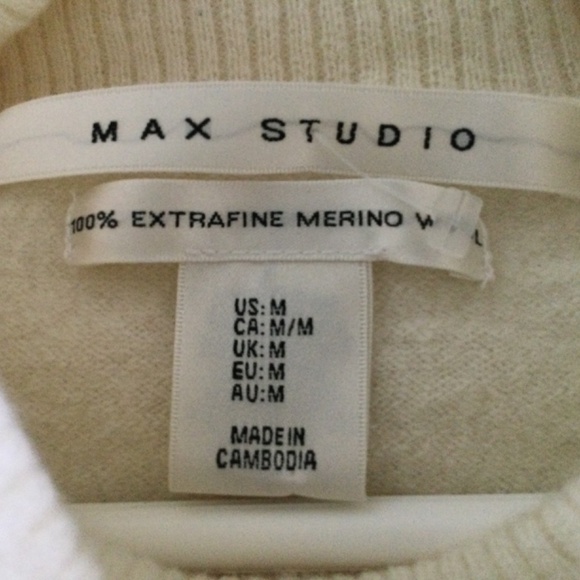 MAX STUDIO
100% EXTRAFINE MERINO
US: M
CA: M/M
UK: M
EU: M
AU: M
MADE IN
CAMBODIA